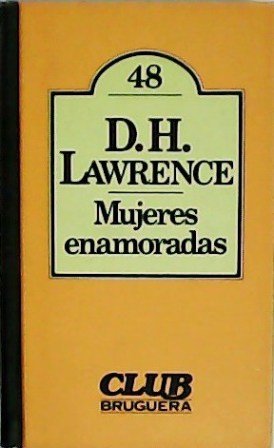 48
D.H.
LAWRENCE
Mujeres
enamoradas
CLUB
BRUGUERA